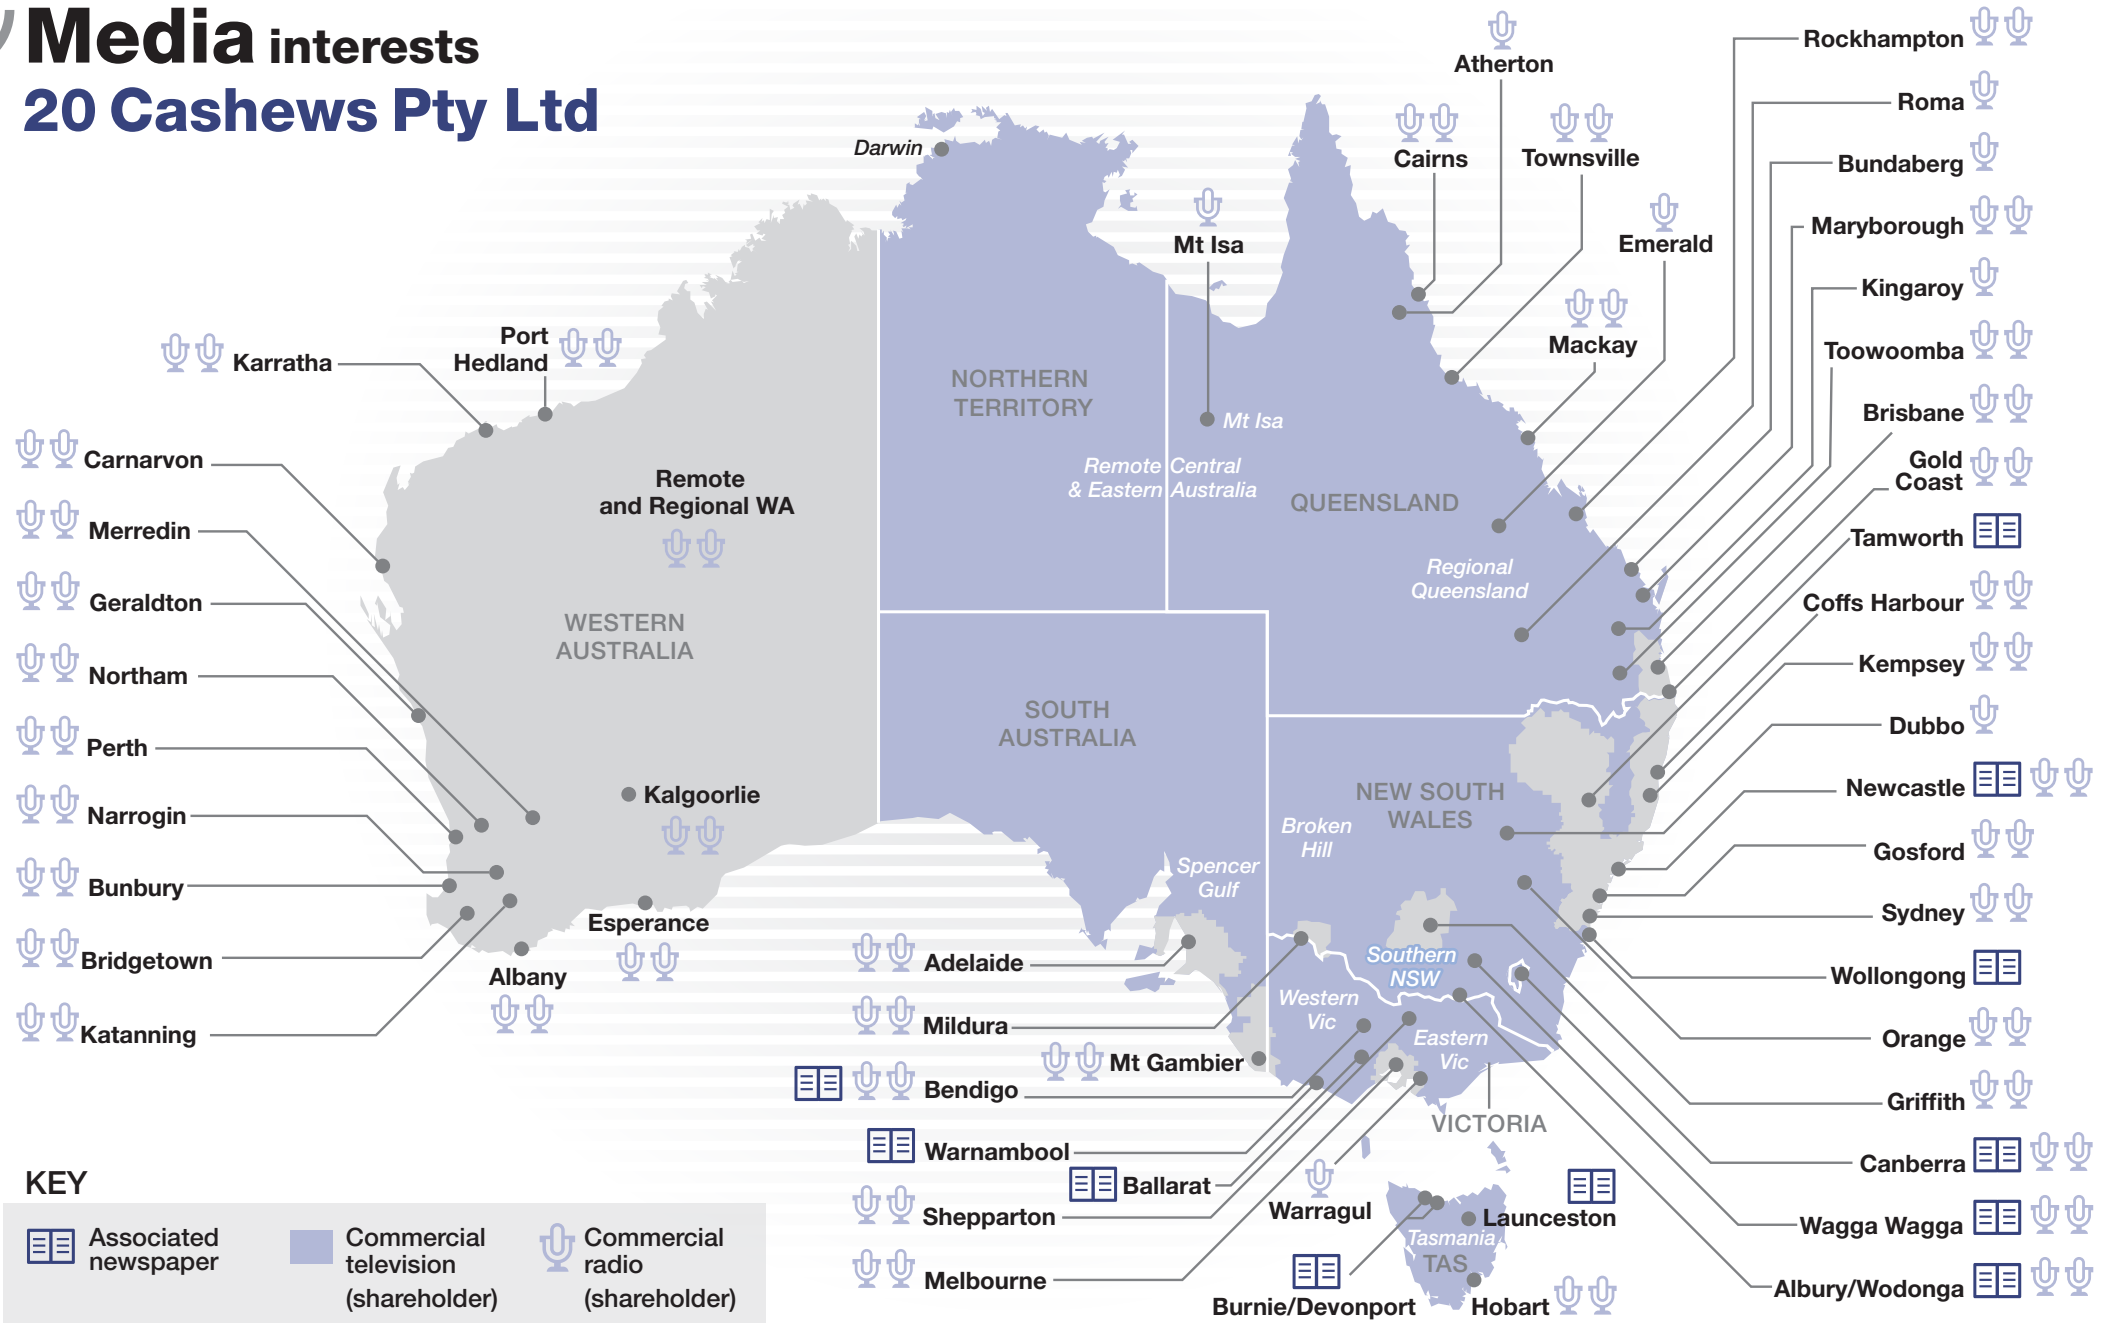 Media interests
20 Cashews Pty Ltd
Darwin
Atherton
Cairns
Townsville
Mt Isa
Emerald
Mackay
Rockhampton
Roma
Bundaberg
Maryborough
Kingaroy
Toowoomba
Brisbane
Gold
Coast
Tamworth
Coffs Harbour
Kempsey
Dubbo
Newcastle
Gosford
Sydney
Wollongong
Orange
Griffith
Canberra
Wagga Wagga
Albury/Wodonga
Port
Hedland
Karratha
Carnarvon
Merredin
Geraldton
Northam
Perth
Narrogin
Bunbury
Bridgetown
Katanning
Remote
and Regional WA
WESTERN
AUSTRALIA
Kalgoorlie
Esperance
Albany
NORTHERN
TERRITORY
Mt Isa
Remote Central
& Eastern Australia
QUEENSLAND
Regional
Queensland
SOUTH
AUSTRALIA
NEW SOUTH
WALES
Broken
Hill
Spencer
Gulf
Southern
NSW
Western
Vic
Eastern
Vic
VICTORIA
Adelaide
Mildura
Mt Gambier
Bendigo
Warnambool
Ballarat
Shepparton
Melbourne
Warragul
Launceston
Tasmania
TAS
Burnie/Devonport
Hobart
KEY
Associated
newspaper
Commercial
television
(shareholder)
Commercial
radio
(shareholder)